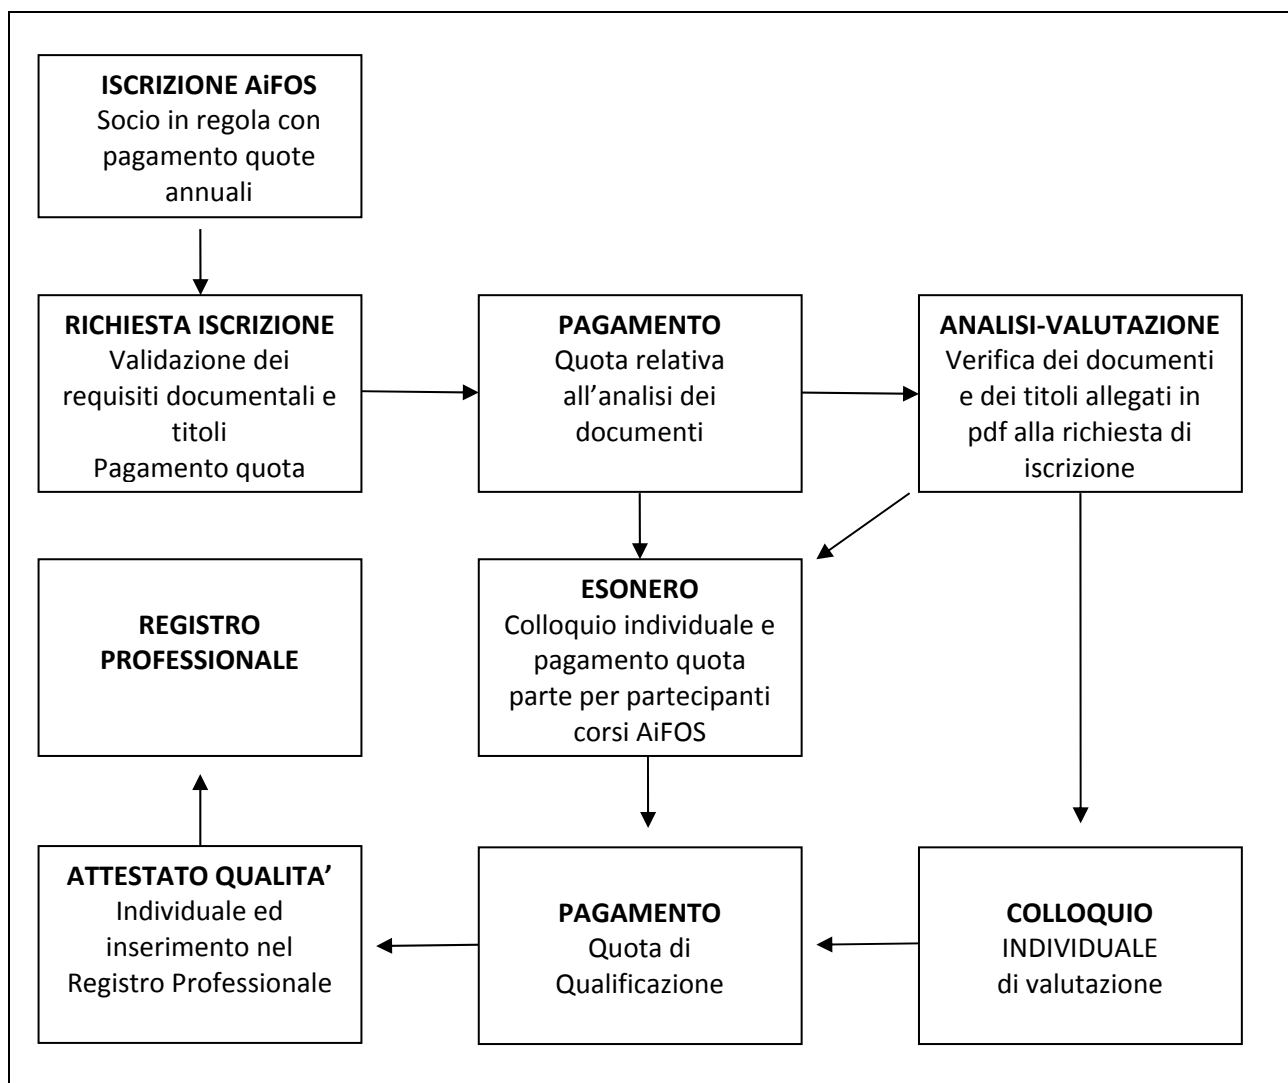 ISCRIZIONE AiFOS
Socio in regola con
pagamento quote
annuali
RICHIESTA ISCRIZIONE
Validazione dei
requisiti documentali e
titoli
Pagamento quota
PAGAMENTO
Quota relativa
all’analisi dei
documenti
ANALISI-VALUTAZIONE
Verifica dei documenti
e dei titoli allegati in
pdf alla richiesta di
iscrizione
REGISTRO
PROFESSIONALE
ESONERO
Colloquio individuale e
pagamento quota
parte per partecipanti
corsi AiFOS
ATTESTATO QUALITA’
Individuale ed
inserimento nel
Registro Professionale
PAGAMENTO
Quota di
Qualificazione
COLLOQUIO
INDIVIDUALE
di valutazione